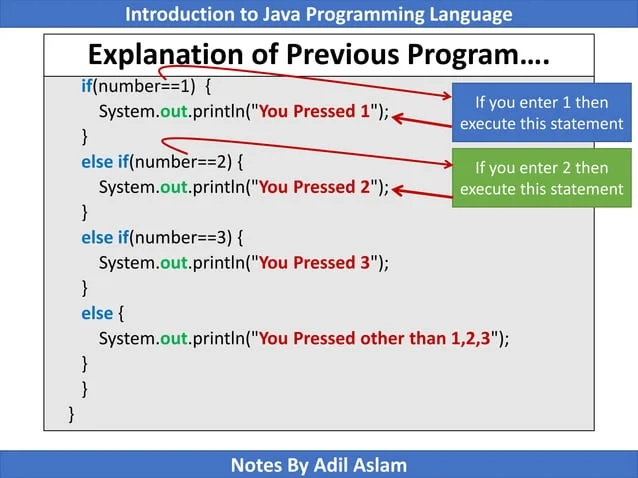 Introduction to Java Programming Language
Explanation of Previous Program….
if(number==1) {
System.out.println("You Pressed 1");
}
else if(number==2) {
System.out.println("You Pressed 2");
}
else if(number==3) {
System.out.println("You Pressed 3");
}
else {
System.out.println("You Pressed other than 1,2,3");
}
}
}
If you enter 1 then
execute this statement
If you enter 2 then
execute this statement
Notes By Adil Aslam